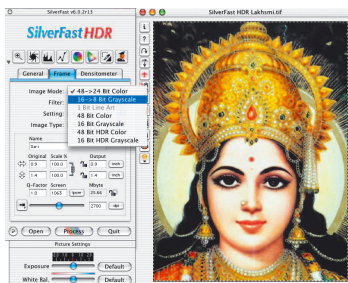 SilverFast v6.0.2r13
SilverFast HDR Lakhsmi.tif
SilverFast HDR
General
Frame
Densitometer
Image Mode:
✓ 48->24 Bit Color
16->8 Bit Grayscale
1 Bit Line Art
48 Bit Color
16 Bit Grayscale
48 Bit HDR Color
16 Bit HDR Grayscale
Filter:
Setting:
Image Type:
Name
Sari
Original Scale % Output
0.9 100.0 0.9 inch
1.4 100.0 1.4 inch
Q-Factor Screen Mbyte
1.0 1063 lpcm 25.88
2700 dpi
Open Process Quit
Picture Settings
Exposure Default
White Bal. Default